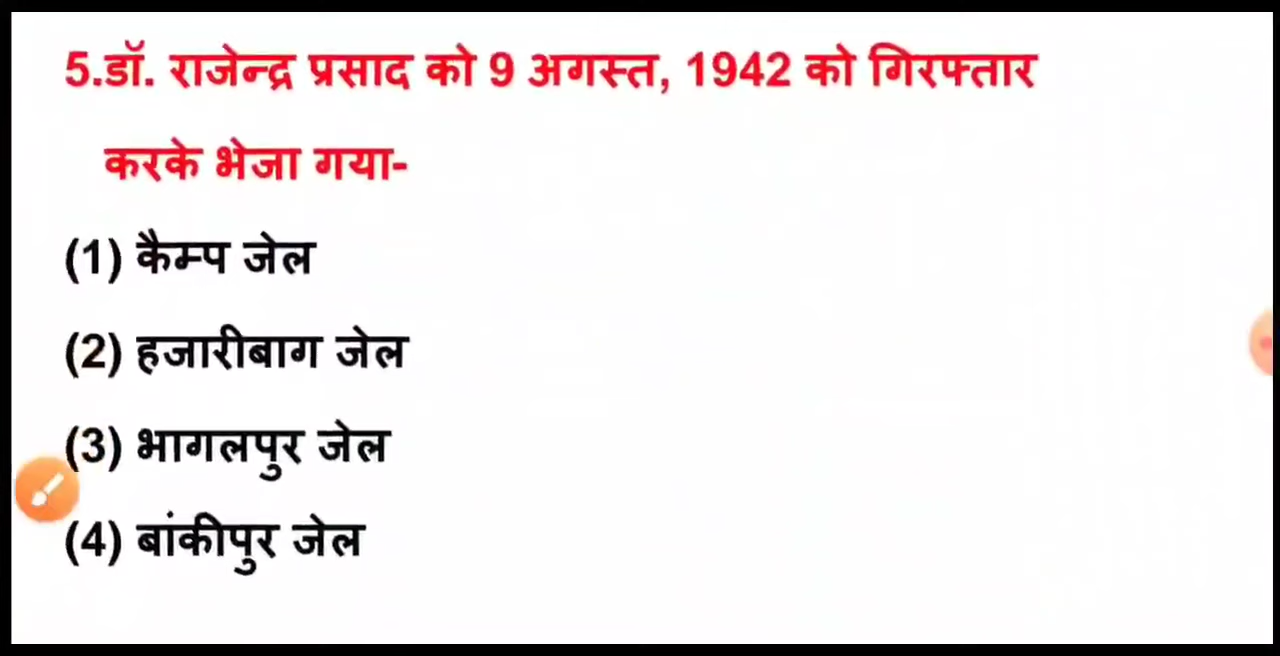 5.डॉ. राजेन्द्र प्रसाद को 9 अगस्त, 1942 को गिरफ्तार
करके भेजा गया-
(1) कैम्प जेल
(2) हजारीबाग जेल
(3) भागलपुर जेल
(4) बांकीपुर जेल